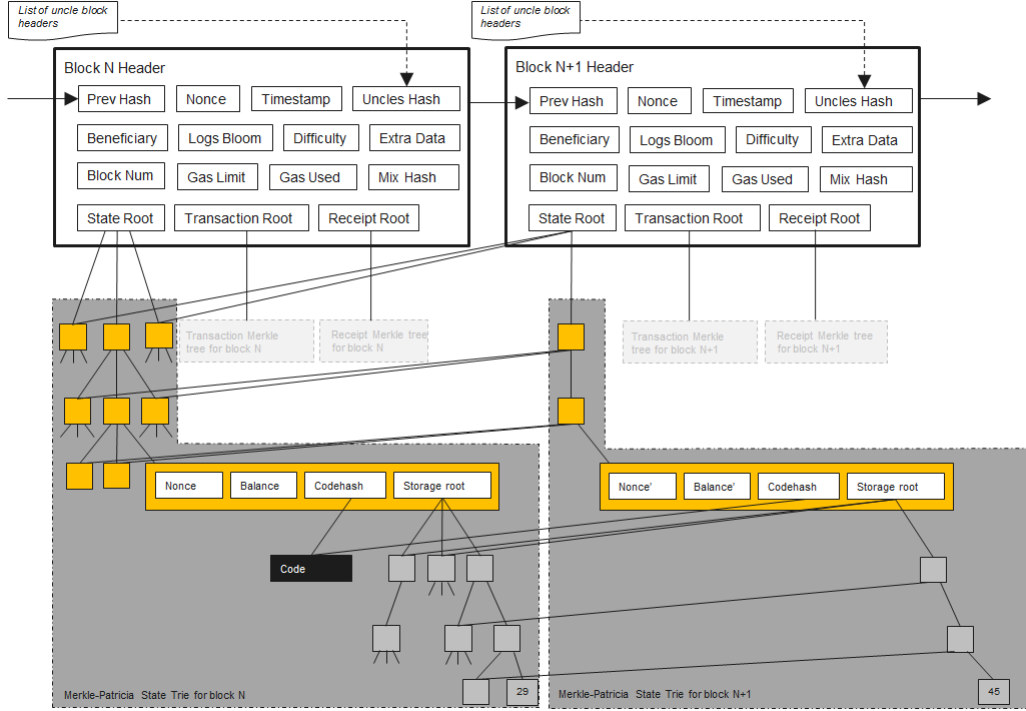 List of uncle block
headers
List of uncle block
headers
Block N Header
Prev Hash
Nonce
Timestamp
Uncles Hash
Beneficiary
Logs Bloom
Difficulty
Extra Data
Block Num
Gas Limit
Gas Used
Mix Hash
State Root
Transaction Root
Receipt Root
Block N+1 Header
Prev Hash
Nonce
Timestamp
Uncles Hash
Beneficiary
Logs Bloom
Difficulty
Extra Data
Block Num
Gas Limit
Gas Used
Mix Hash
State Root
Transaction Root
Receipt Root
Transaction Merkle
tree for block N
Receipt Merkle tree
for block N
Transaction Merkle
tree for block N+1
Receipt Merkle tree
for block N+1
Nonce
Balance
Codehash
Storage root
Nonce'
Balance'
Codehash
Storage root
Code
29
45
Merkle-Patricia State Trie for block N
Merkle-Patricia State Trie for block N+1